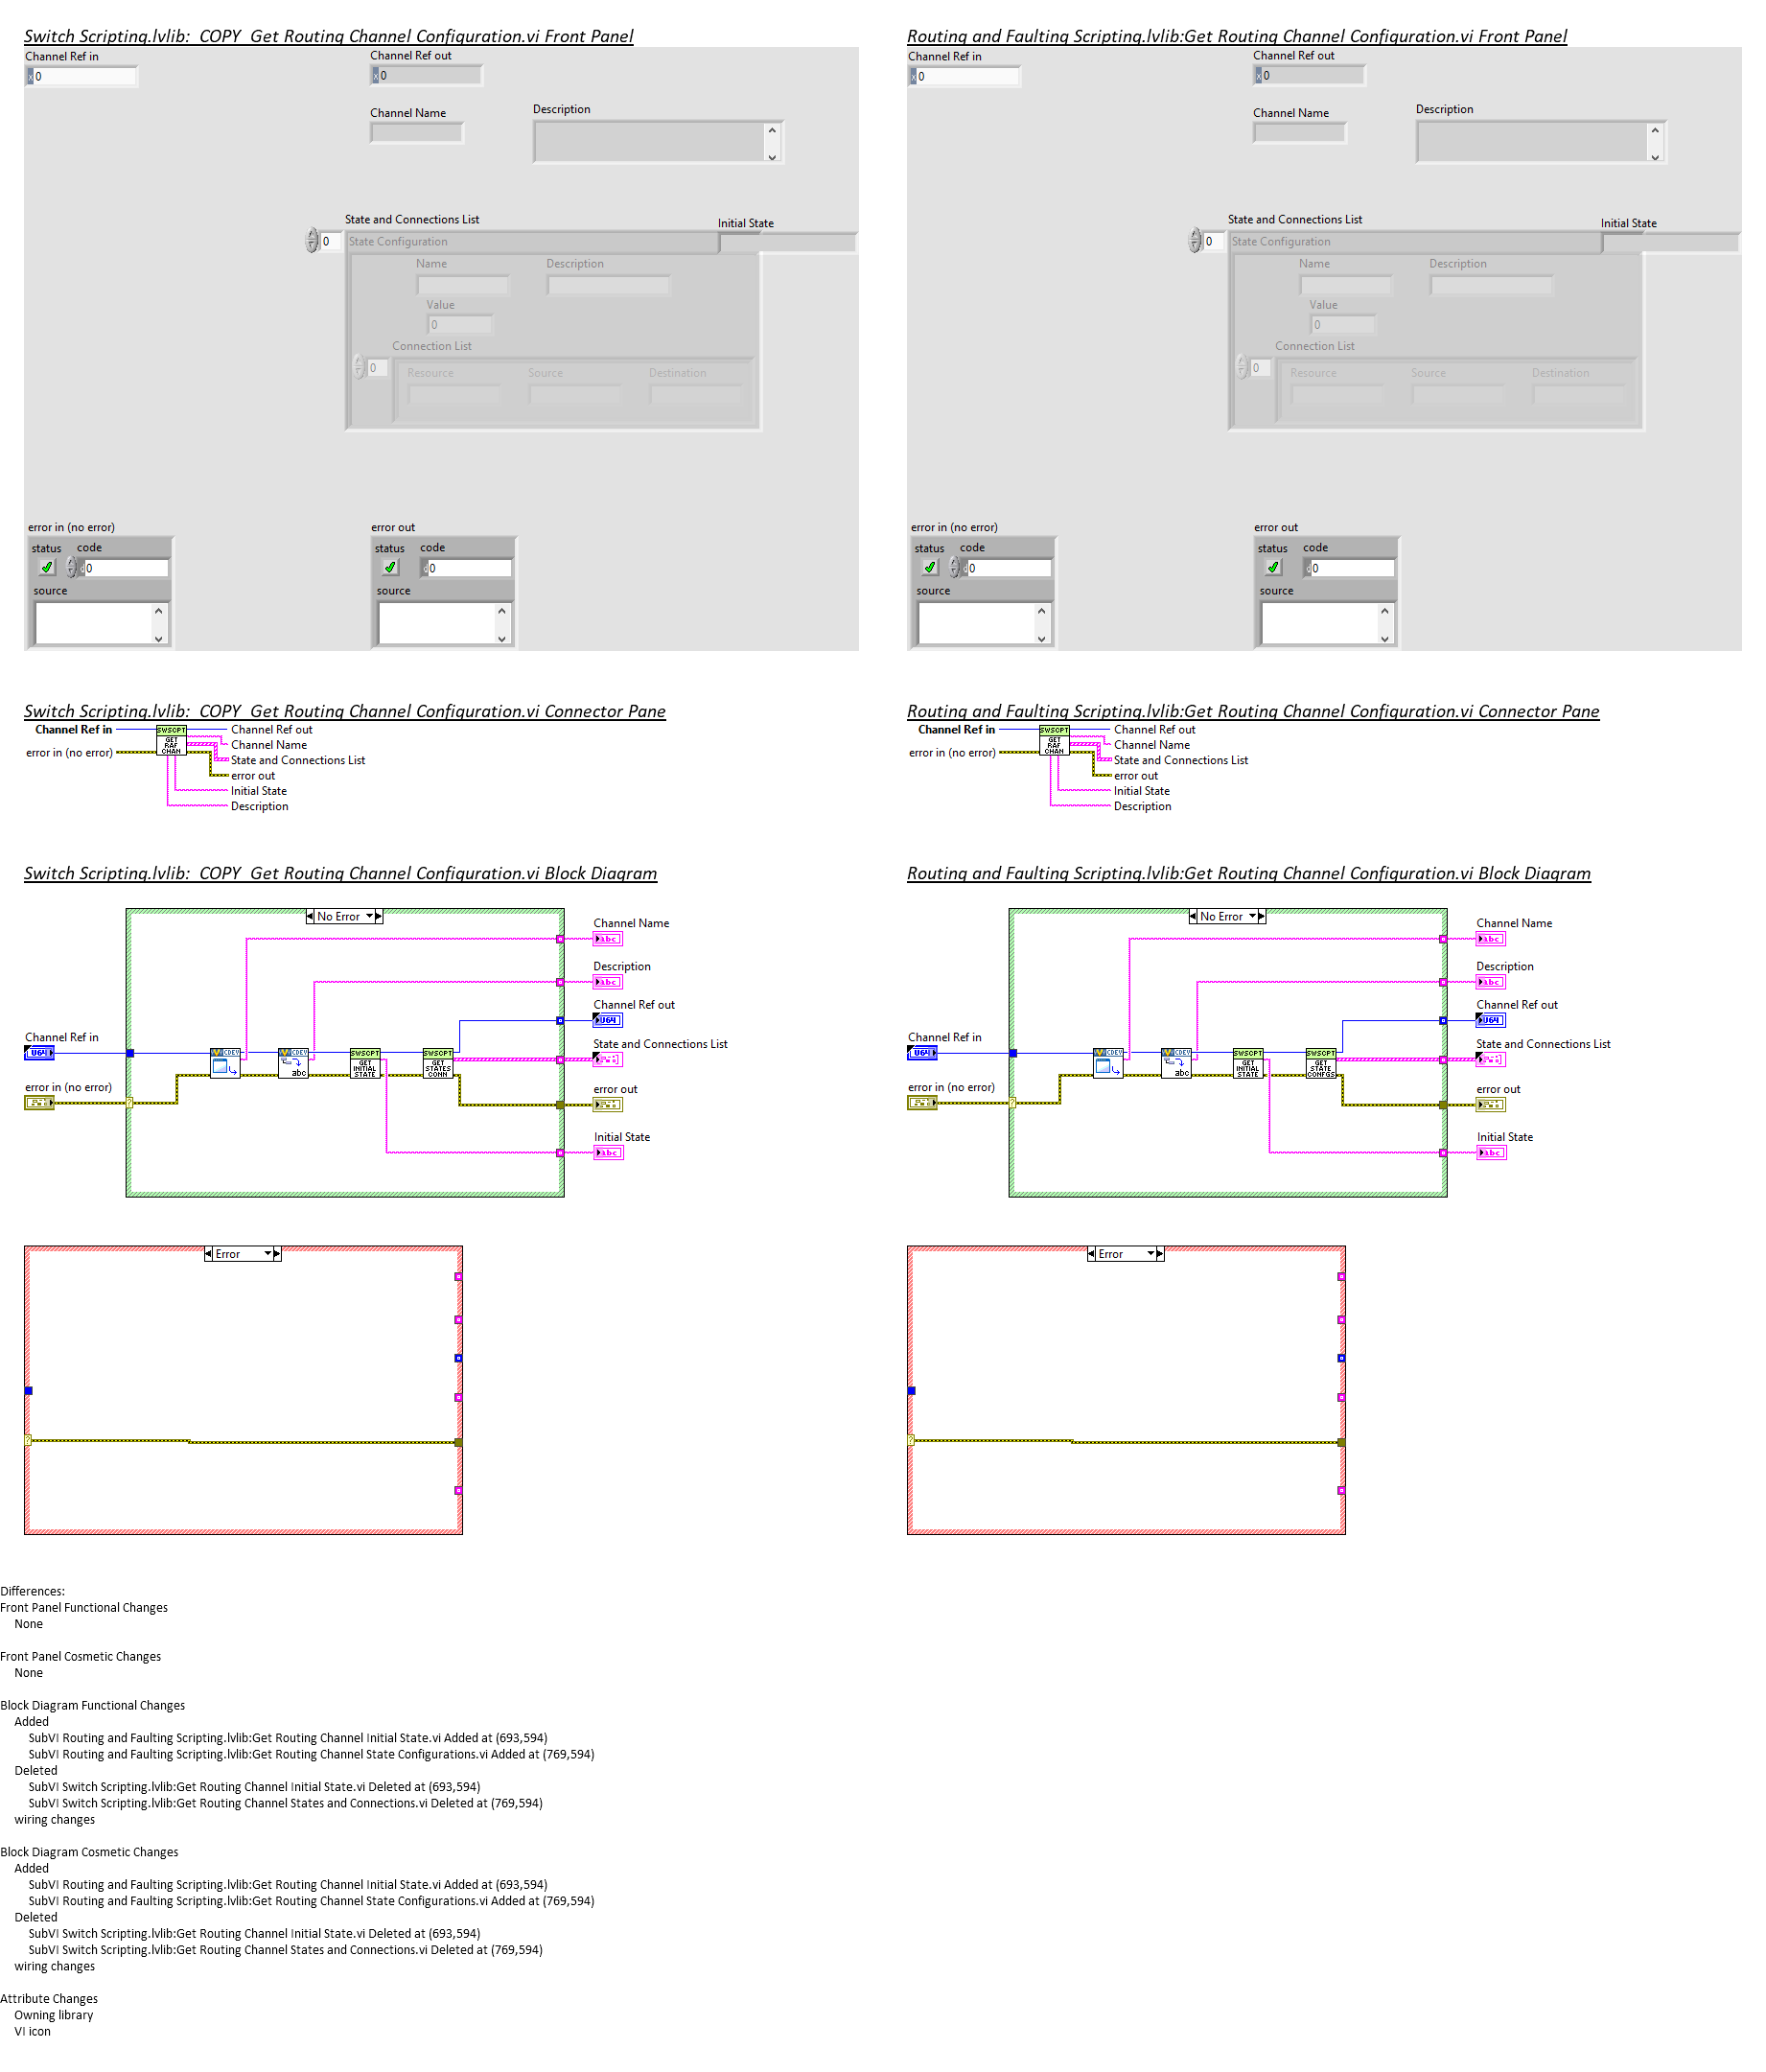 Switch Scripting.lvlib:  COPY  Get Routing Channel Configuration.vi Front Panel
Channel Ref in
x 0
Channel Ref out
x 0
Channel Name
Description
State and Connections List
Initial State
0
State Configuration
Name
Description
Value
0
Connection List
0
Resource
Source
Destination
error in (no error)
status
code
d 0
source
error out
status
code
d 0
source
Routing and Faulting Scripting.lvlib:Get Routing Channel Configuration.vi Front Panel
Channel Ref in
x 0
Channel Ref out
x 0
Channel Name
Description
State and Connections List
Initial State
0
State Configuration
Name
Description
Value
0
Connection List
0
Resource
Source
Destination
error in (no error)
status
code
d 0
source
error out
status
code
d 0
source
Switch Scripting.lvlib:  COPY  Get Routing Channel Configuration.vi Connector Pane
Channel Ref in
error in (no error)
SWSCPT
GET
RAF
CHAN
Channel Ref out
Channel Name
State and Connections List
error out
Initial State
Description
Routing and Faulting Scripting.lvlib:Get Routing Channel Configuration.vi Connector Pane
Channel Ref in
error in (no error)
SWSCPT
GET
RAF
CHAN
Channel Ref out
Channel Name
State and Connections List
error out
Initial State
Description
Switch Scripting.lvlib:  COPY  Get Routing Channel Configuration.vi Block Diagram
No Error
Channel Name
abc
Description
abc
Channel Ref out
U64
State and Connections List
error out
Initial State
abc
Channel Ref in
U64
error in (no error)
?
CDEV
CDEV
abc
SWSCPT
GET
INITIAL
STATE
SWSCPT
GET
STATES
CONN
Error
?
Routing and Faulting Scripting.lvlib:Get Routing Channel Configuration.vi Block Diagram
No Error
Channel Name
abc
Description
abc
Channel Ref out
U64
State and Connections List
error out
Initial State
abc
Channel Ref in
U64
error in (no error)
?
CDEV
CDEV
abc
SWSCPT
GET
INITIAL
STATE
SWSCPT
GET
STATE
CONFGS
Error
?
Differences:
Front Panel Functional Changes
None
Front Panel Cosmetic Changes
None
Block Diagram Functional Changes
Added
SubVI Routing and Faulting Scripting.lvlib:Get Routing Channel Initial State.vi Added at (693,594)
SubVI Routing and Faulting Scripting.lvlib:Get Routing Channel State Configurations.vi Added at (769,594)
Deleted
SubVI Switch Scripting.lvlib:Get Routing Channel Initial State.vi Deleted at (693,594)
SubVI Switch Scripting.lvlib:Get Routing Channel States and Connections.vi Deleted at (769,594)
wiring changes
Block Diagram Cosmetic Changes
Added
SubVI Routing and Faulting Scripting.lvlib:Get Routing Channel Initial State.vi Added at (693,594)
SubVI Routing and Faulting Scripting.lvlib:Get Routing Channel State Configurations.vi Added at (769,594)
Deleted
SubVI Switch Scripting.lvlib:Get Routing Channel Initial State.vi Deleted at (693,594)
SubVI Switch Scripting.lvlib:Get Routing Channel States and Connections.vi Deleted at (769,594)
wiring changes
Attribute Changes
Owning library
VI icon